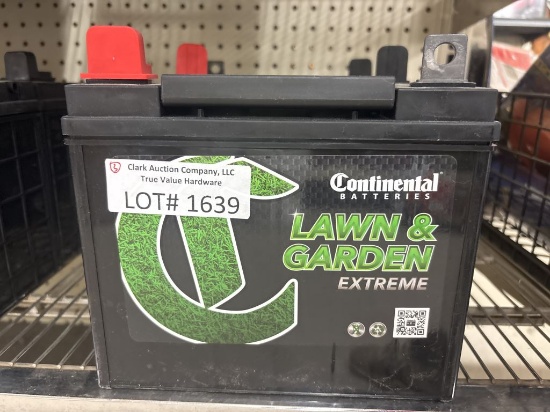 Clark Auction Company, LLC
True Value Hardware
LOT# 1639
Continental
BATTERIES
LAWN &
GARDEN
EXTREME